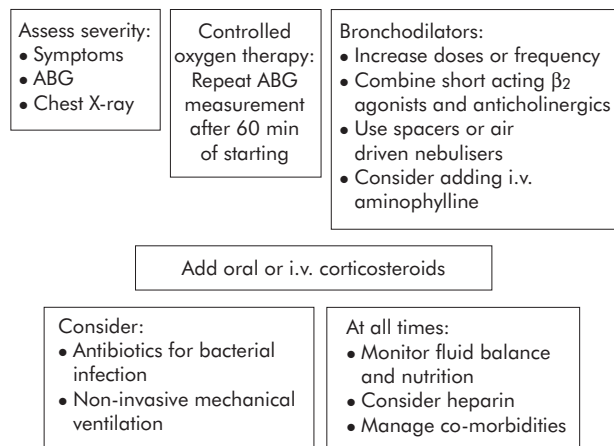 Assess severity:
• Symptoms
• ABG
• Chest X-ray
Controlled
oxygen therapy:
Repeat ABG
measurement
after 60 min
of starting
Bronchodilators:
• Increase doses or frequency
• Combine short acting β2
agonists and anticholinergics
• Use spacers or air
driven nebulisers
• Consider adding i.v.
aminophylline
Add oral or i.v. corticosteroids
Consider:
• Antibiotics for bacterial
infection
• Non-invasive mechanical
ventilation
At all times:
• Monitor fluid balance
and nutrition
• Consider heparin
• Manage co-morbidities